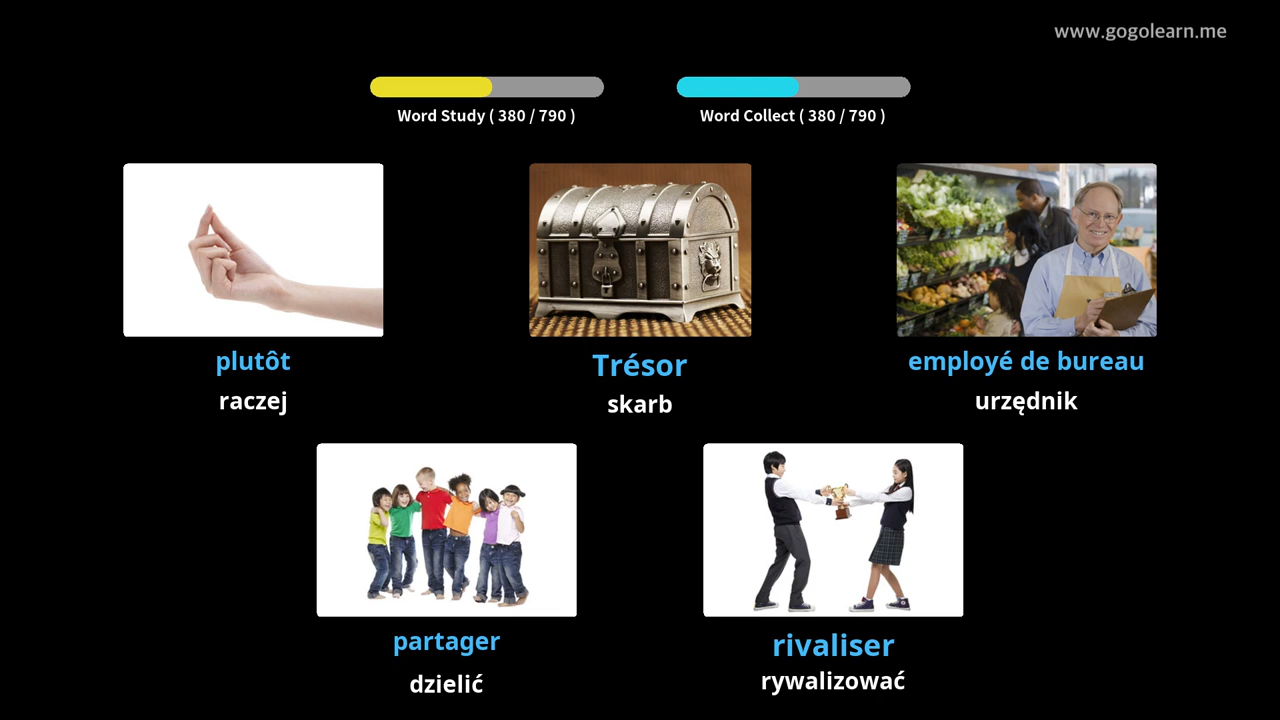 www.gogolearn.me
Word Study ( 380 / 790 )
Word Collect ( 380 / 790 )
plutôt
raczej
Trésor
skarb
employé de bureau
urzędnik
partager
dzielić
rivaliser
rywalizować